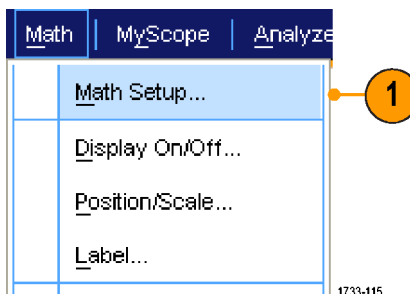 Math | MyScope | Analyze
Math Setup...
1
Display On/Off...
Position/Scale...
Label...
1733-115